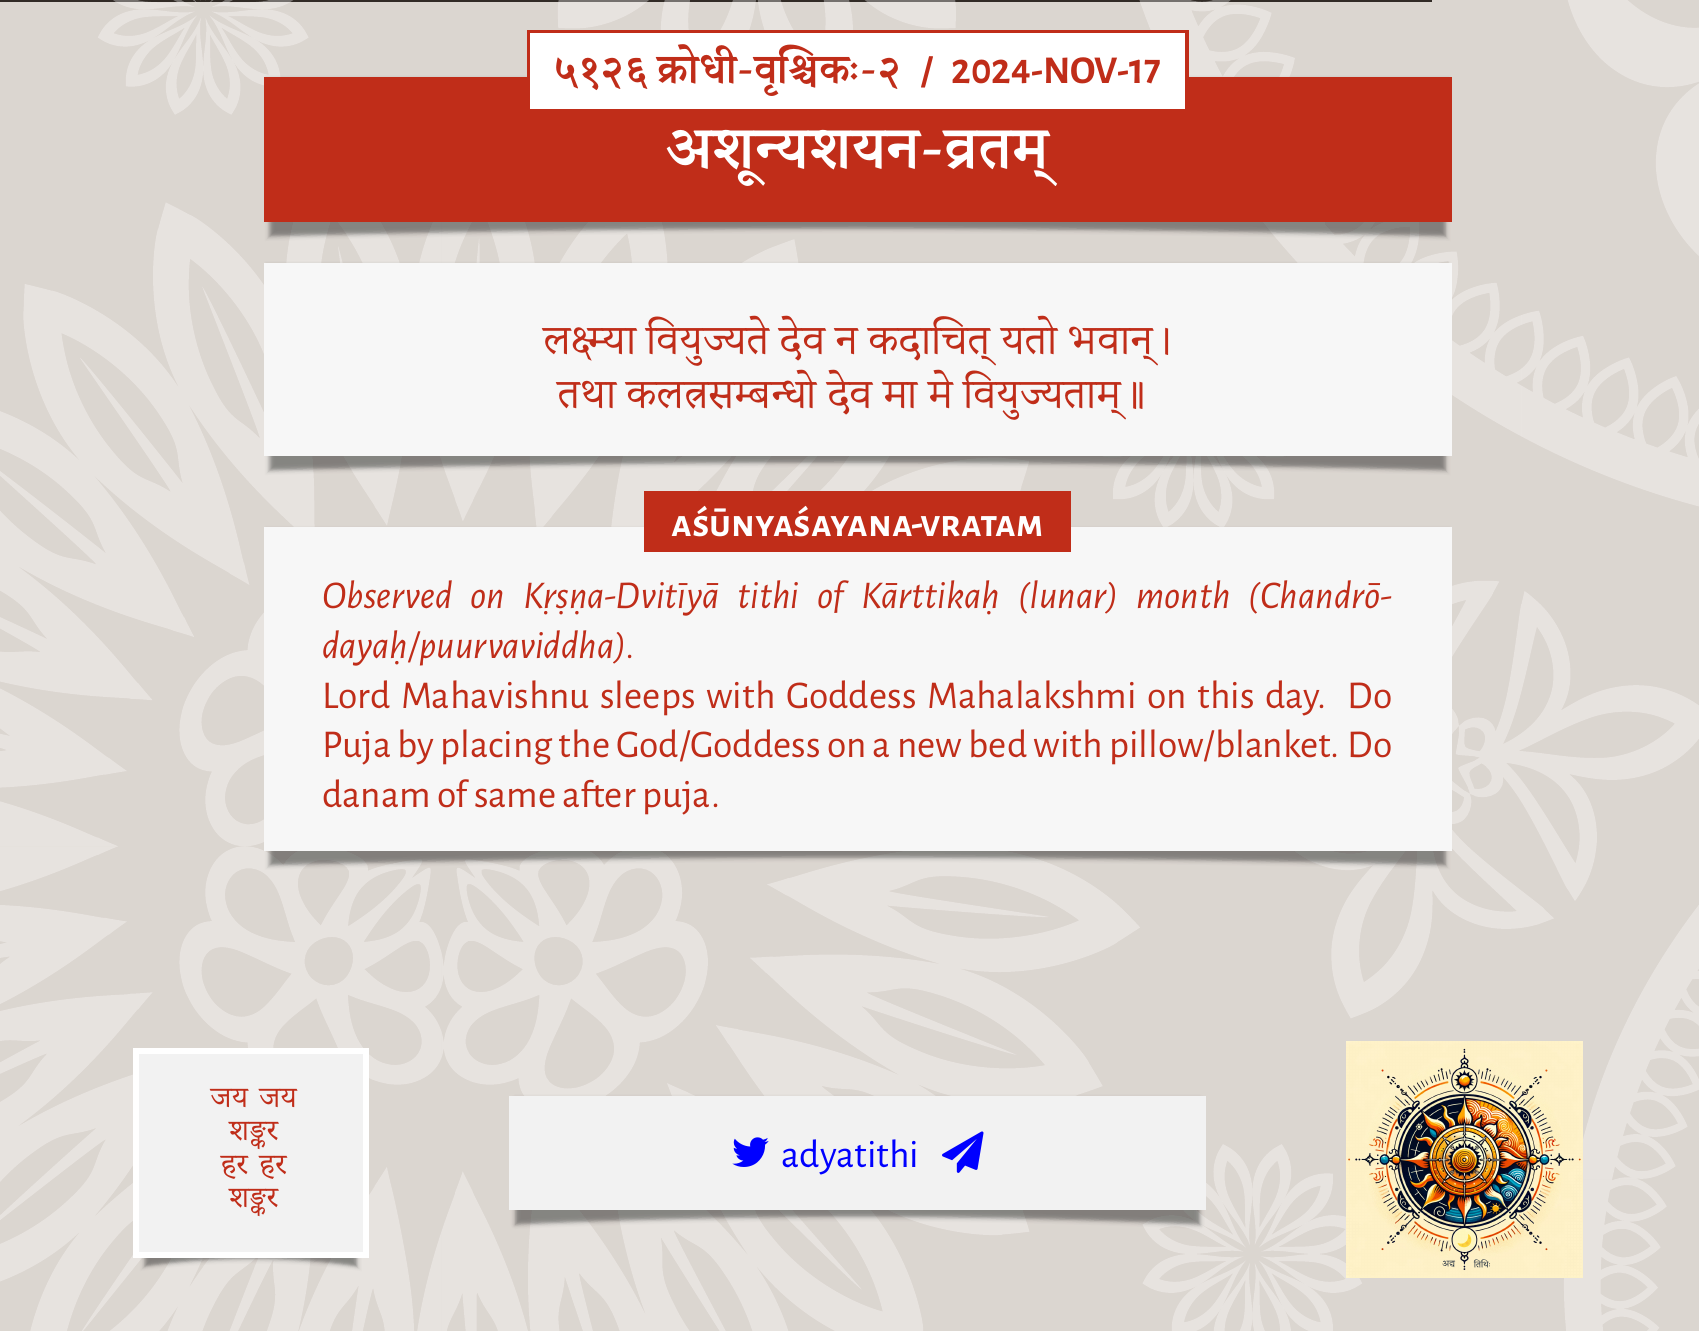 ५१२६ क्रोधी-वृश्चिकः-२ / 2024-NOV-17
अशून्यशयन-व्रतम्
लक्ष्म्या वियुज्यते देव न कदाचित् यतो भवान्।
तथा कलत्रसम्बन्धो देव मा मे वियुज्यताम्॥
AŚŪNYAŚAYANA-VRATAM
Observed on Kṛṣṇa-Dvitīyā tithi of Kārttikaḥ (lunar) month (Chandrō-
dayaḥ/puurvaviddha).
Lord Mahavishnu sleeps with Goddess Mahalakshmi on this day. Do
Puja by placing the God/Goddess on a new bed with pillow/blanket. Do
danam of same after puja.
जय जय
शङ्कर
हर हर
शङ्कर
adyatithi
अद्य तिथिः